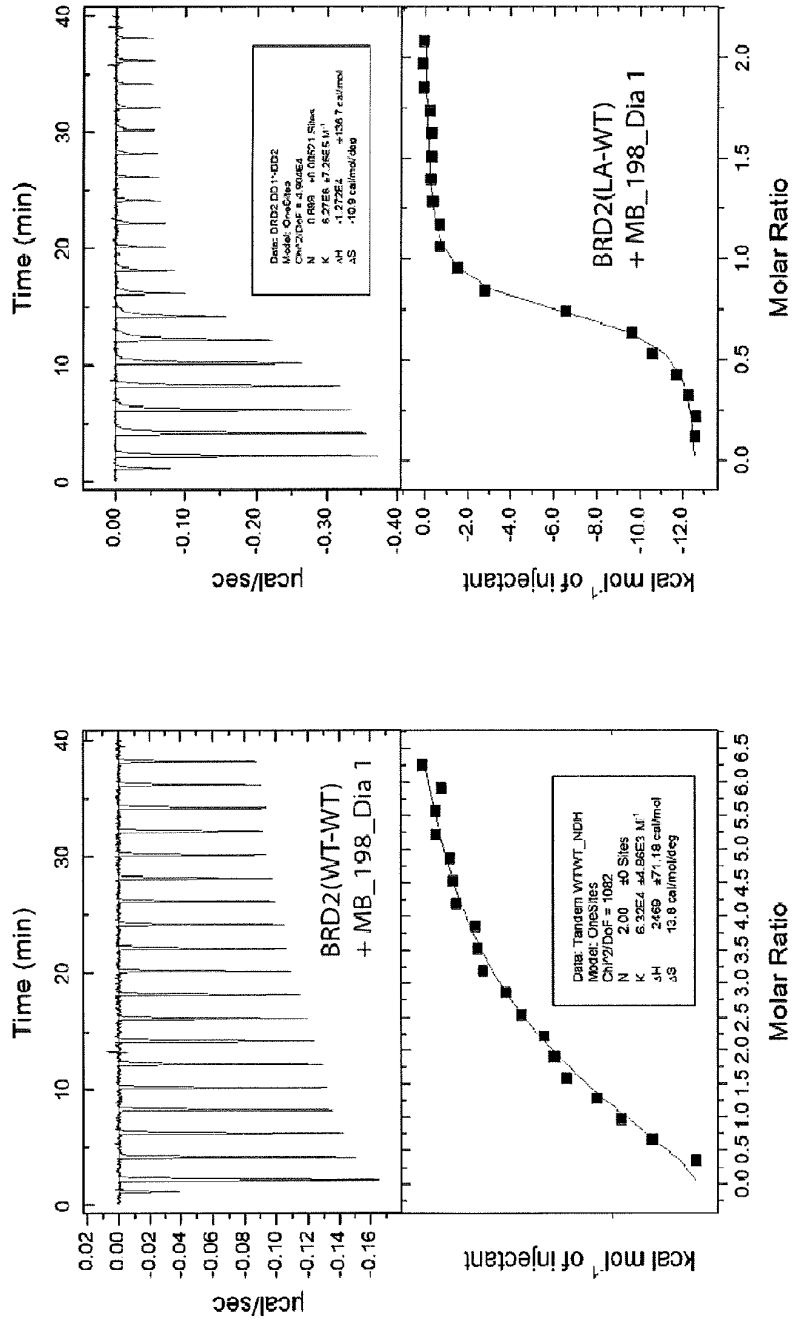 Time (min)
0 10 20 30 40
0.02
0.00
-0.02
-0.04
-0.06
-0.08
-0.10
-0.12
-0.14
-0.16
µcal/sec
BRD2(WT-WT)
+ MB_198_Dia 1
kcal mol⁻¹ of injectant
Data: Tandem WTWT_NDIH
Model: OneSites
Chi^2/DoF = 1082
N 2.00 ±0 Sites
K 6.32E4 ±4.86E3 M⁻¹
ΔH 2469 ±71.18 cal/mol
ΔS 13.8 cal/mol/deg
0.0 0.5 1.0 1.5 2.0 2.5 3.0 3.5 4.0 4.5 5.0 5.5 6.0 6.5
Molar Ratio
Time (min)
0 10 20 30 40
0.00
-0.10
-0.20
-0.30
-0.40
µcal/sec
Data:
Model: OneSites
Chi^2/DoF = 4.904E4
N ±0.00521 Sites
K 6.27E6 ±7.26E5 M⁻¹
ΔH -1.272E4 ±136.7 cal/mol
ΔS -10.9 cal/mol/deg
0.0
-2.0
-4.0
-6.0
-8.0
-10.0
-12.0
kcal mol⁻¹ of injectant
BRD2(LA-WT)
+ MB_198_Dia 1
0.0 0.5 1.0 1.5 2.0
Molar Ratio